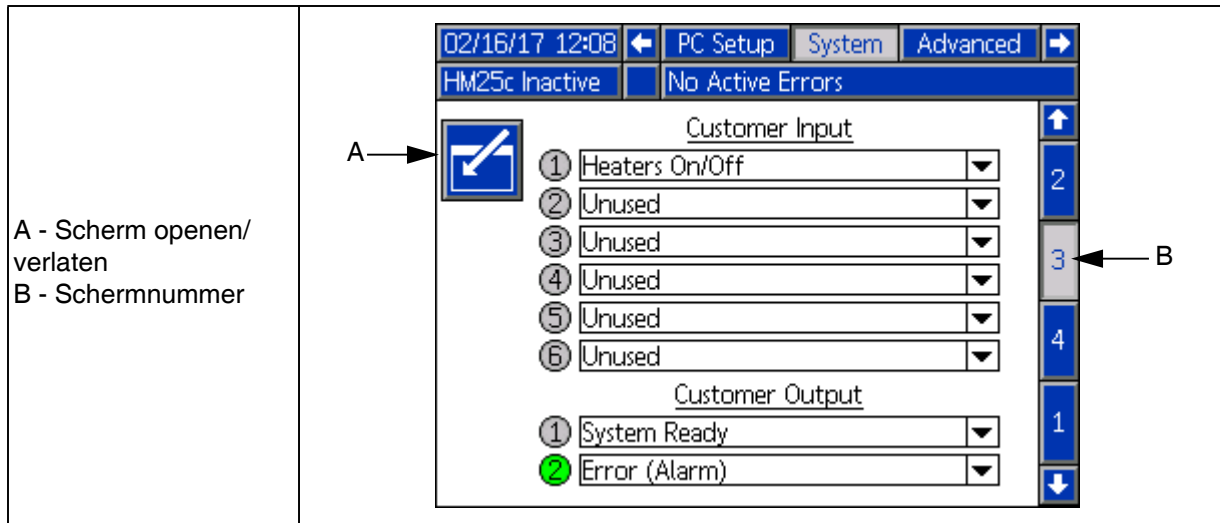 A - Scherm openen/
verlaten
B - Schermnummer
02/16/17 12:08 PC Setup System Advanced
HM25c Inactive No Active Errors
A
Customer Input
1 Heaters On/Off
2 Unused
3 Unused
4 Unused
5 Unused
6 Unused
Customer Output
1 System Ready
2 Error (Alarm)
2
3
B
4
1